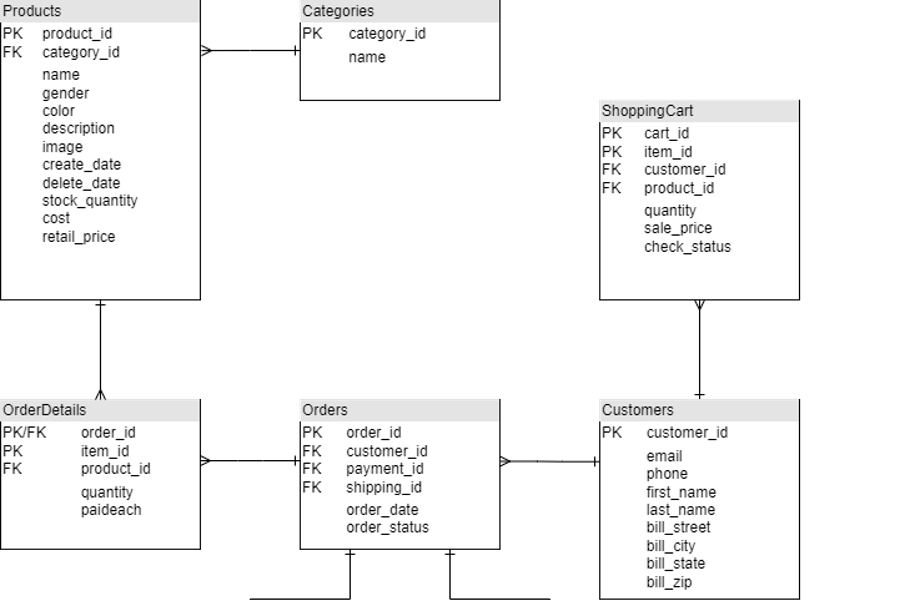 Products
PK product_id
FK category_id
name
gender
color
description
image
create_date
delete_date
stock_quantity
cost
retail_price
Categories
PK category_id
name
ShoppingCart
PK cart_id
PK item_id
FK customer_id
FK product_id
quantity
sale_price
check_status
OrderDetails
PK/FK order_id
PK item_id
FK product_id
quantity
paideach
Orders
PK order_id
FK customer_id
FK payment_id
FK shipping_id
order_date
order_status
Customers
PK customer_id
email
phone
first_name
last_name
bill_street
bill_city
bill_state
bill_zip